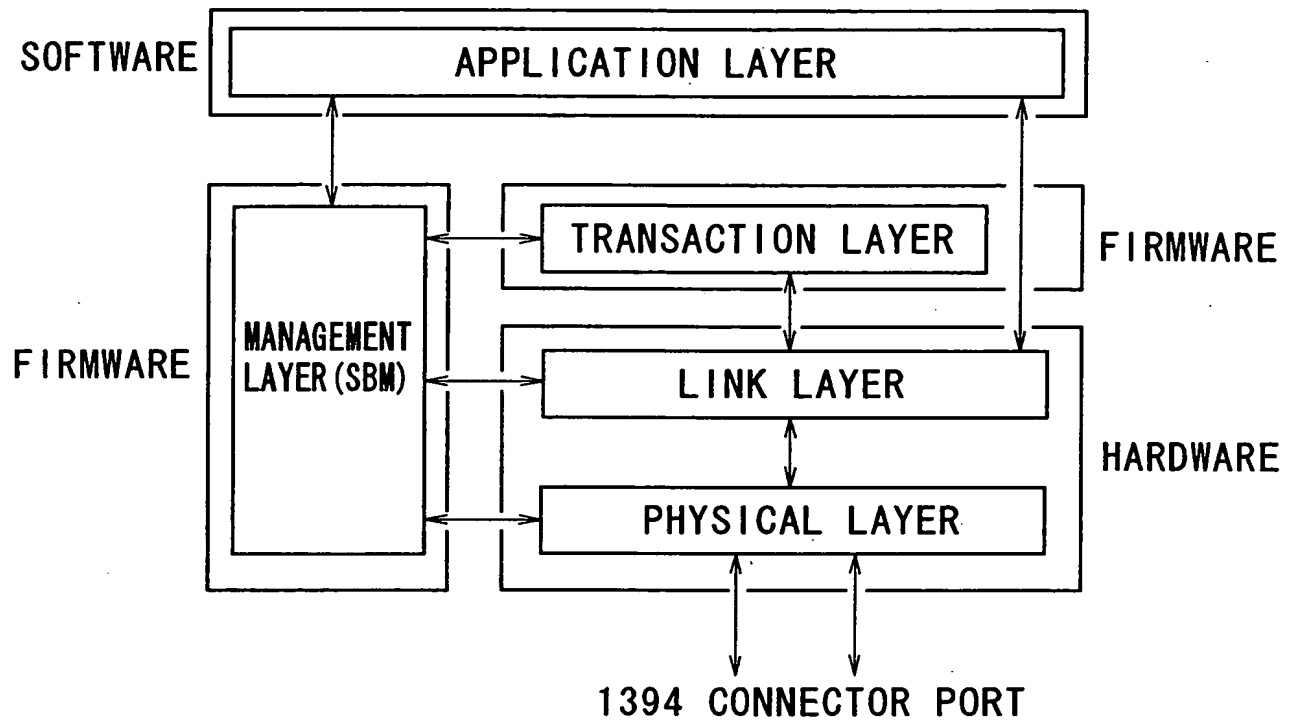 SOFTWARE
APPLICATION LAYER
TRANSACTION LAYER
FIRMWARE
FIRMWARE
MANAGEMENT
LAYER(SBM)
LINK LAYER
HARDWARE
PHYSICAL LAYER
1394 CONNECTOR PORT